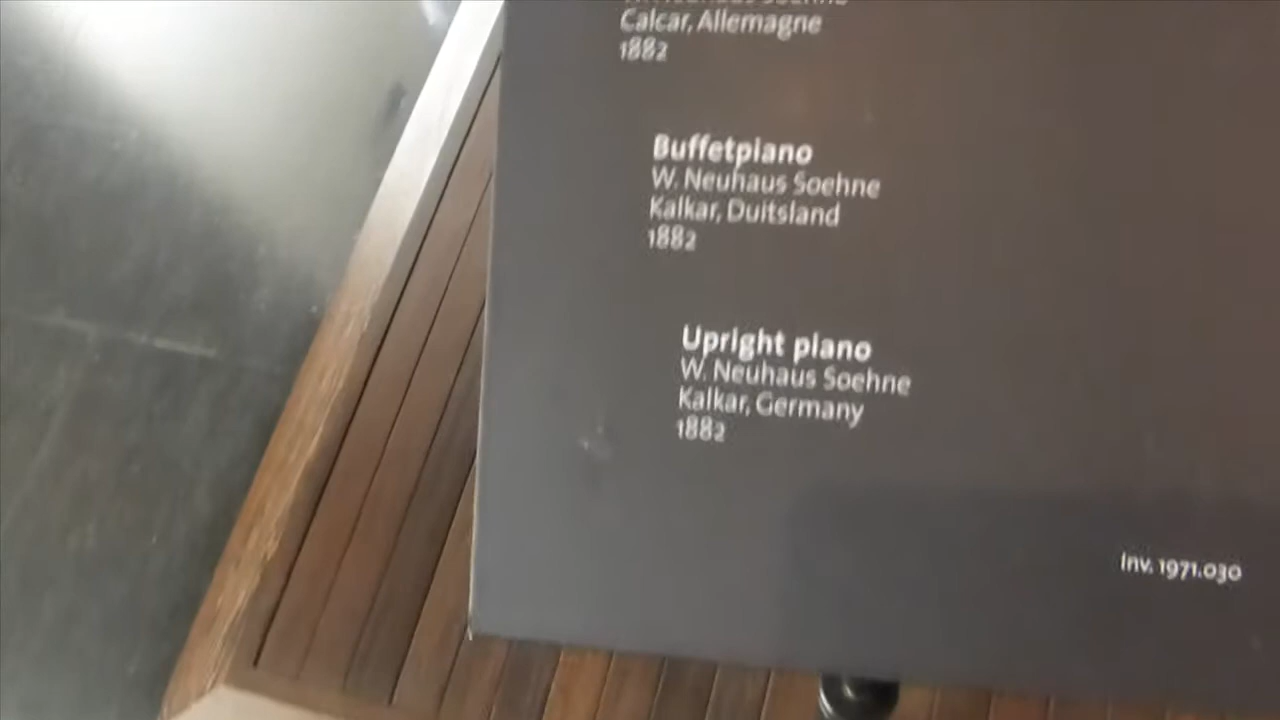 Calcar, Allemagne
1882
Buffetpiano
W. Neuhaus Soehne
Kalkar, Duitsland
1882
Upright piano
W. Neuhaus Soehne
Kalkar, Germany
1882
Inv. 1971.030